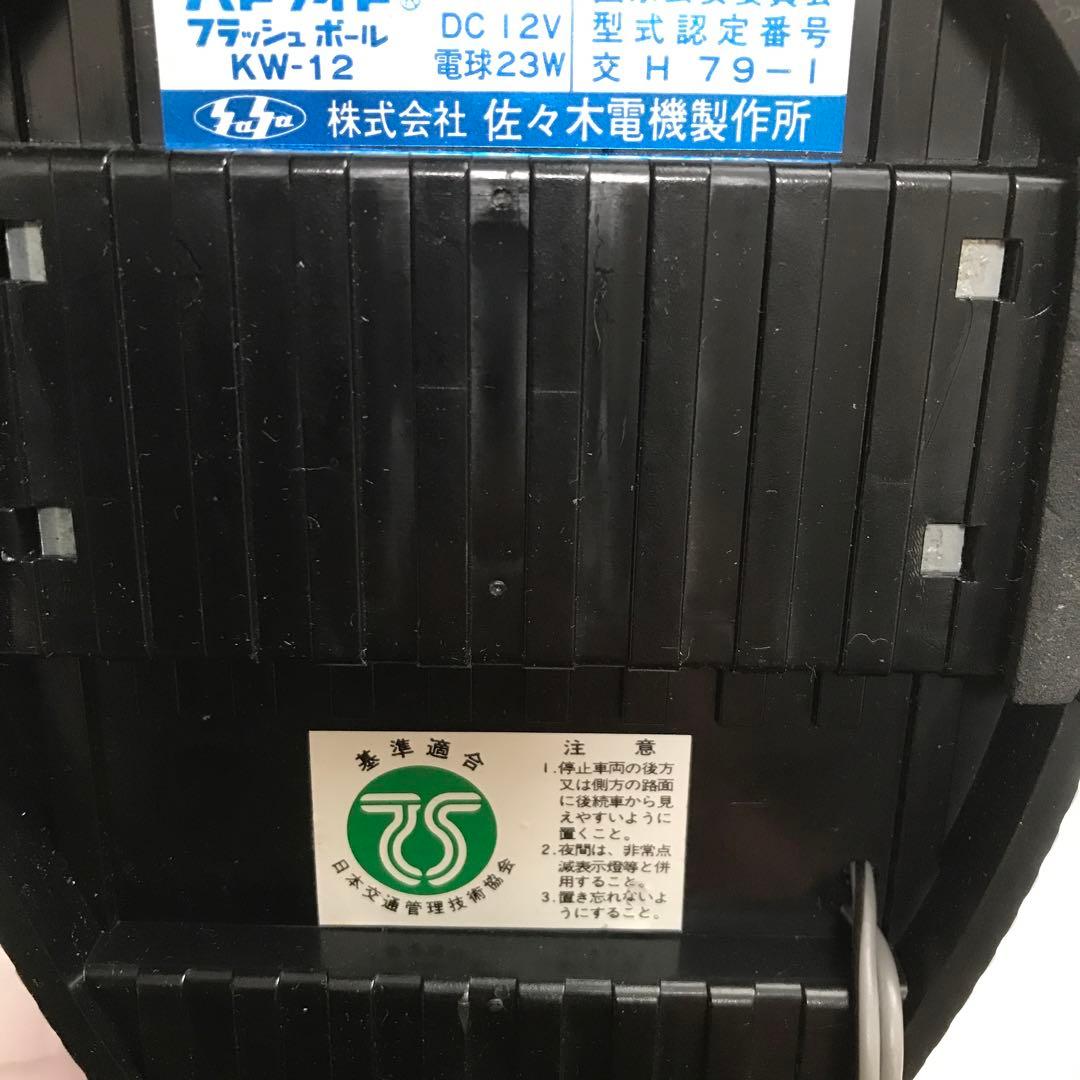 パトライト®
フラッシュ ボール
KW-12
DC 12V
電球23W
型式認定番号
交 H 79-1
SaSa 株式会社 佐々木電機製作所
基準適合
日本交通管理技術協会
注 意
1.停止車両の後方
又は側方の路面
に後続車から見
えやすいように
置くこと。
2.夜間は、非常点
滅表示燈等と併
用すること。
3.置き忘れないよ
うにすること。